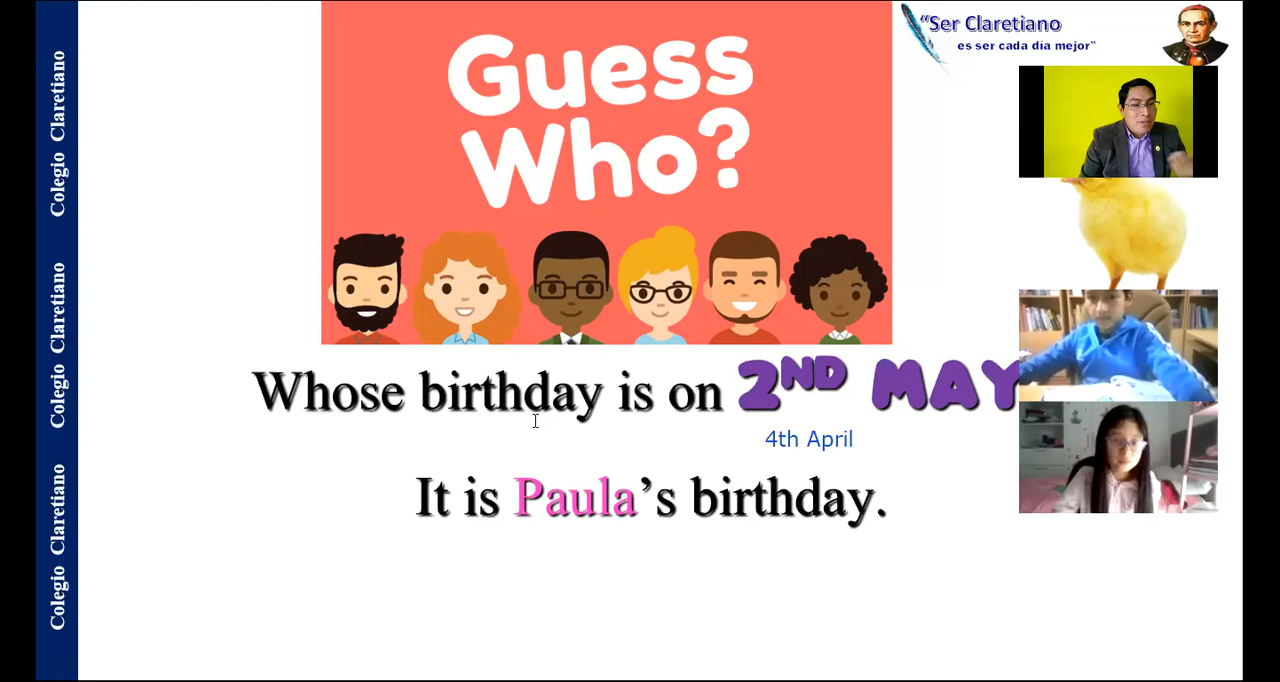 Colegio Claretiano
Colegio Claretiano
Colegio Claretiano
Guess
Who?
"Ser Claretiano
es ser cada día mejor"
Whose birthday is on 2ND MAY
4th April
It is Paula's birthday.